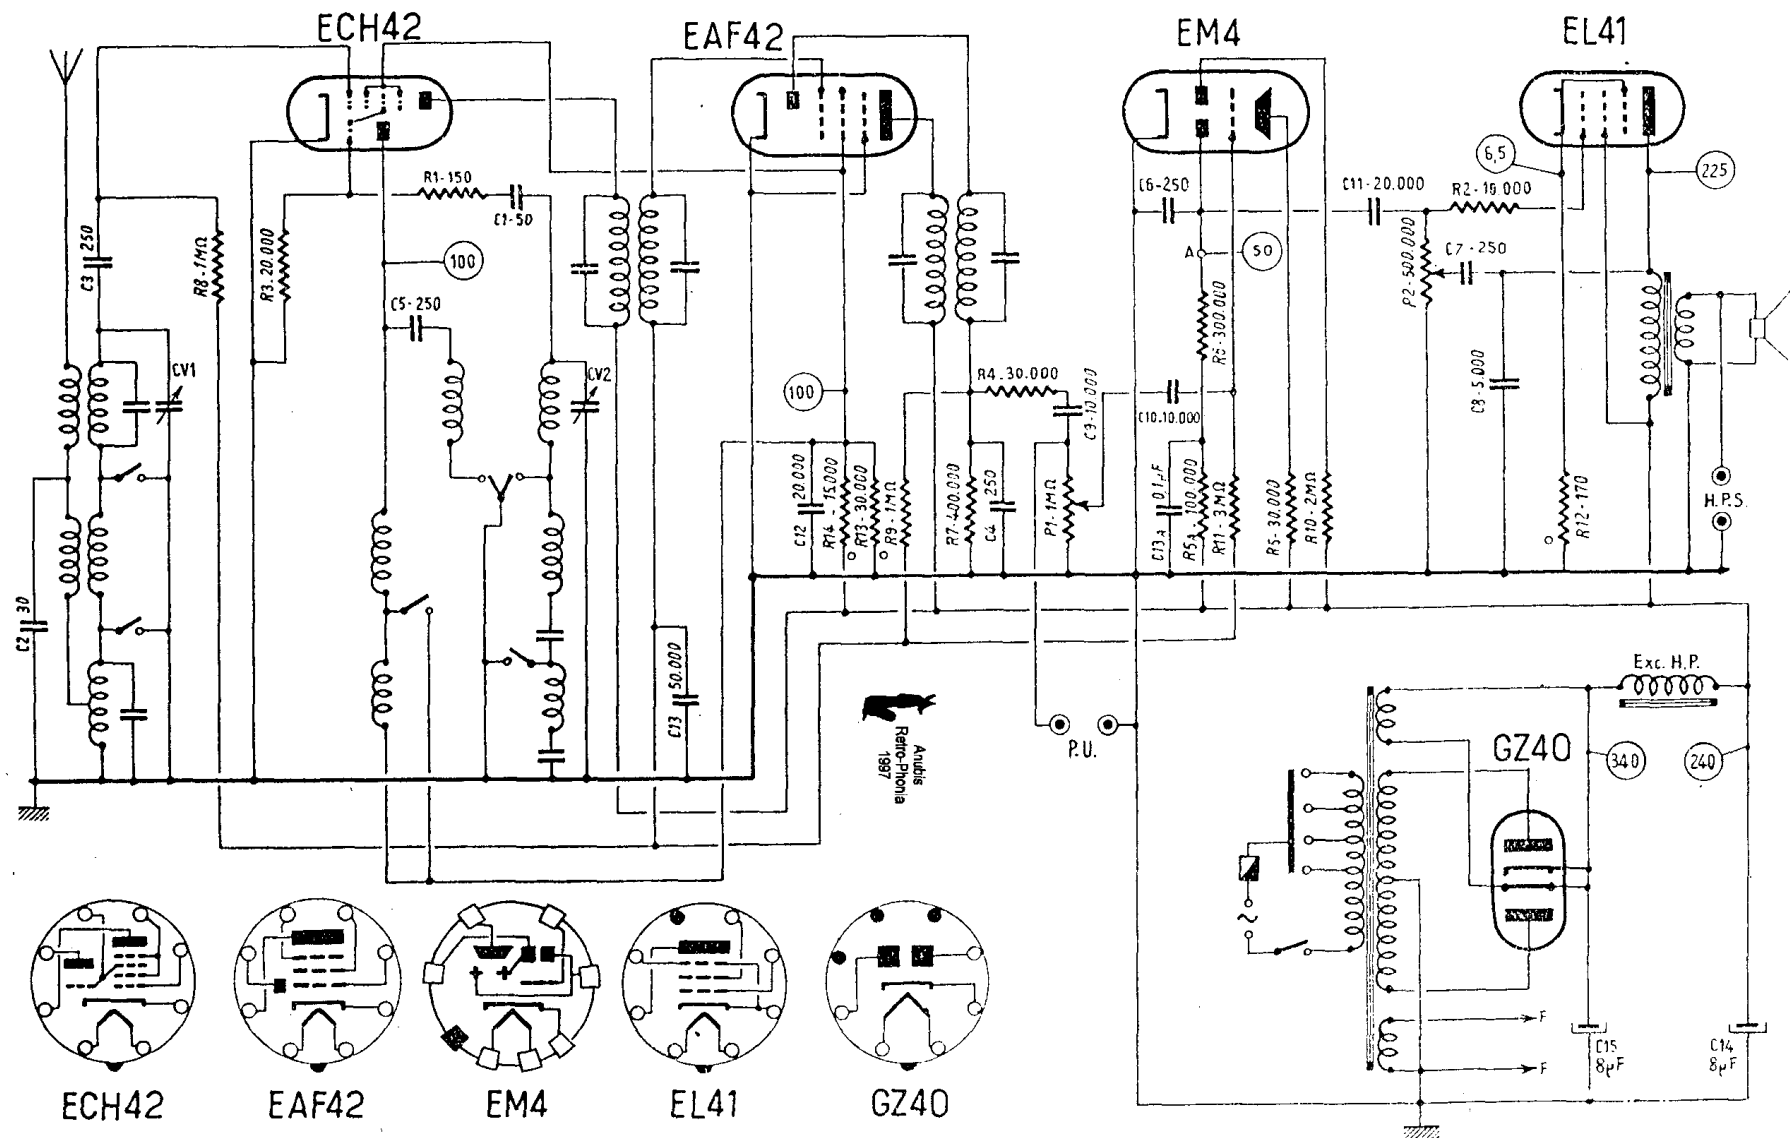 ECH42
EAF42
EM4
EL41
R1-150
C1-50
C3 250
R8-1MΩ
R3.20.000
100
C5-250
CV1
CV2
C2 30
C6-250
A
50
C11-20.000
R2-10.000
6,5
225
P2-500.000
C7-250
C8-5.000
R6-300.000
R4.30.000
C9-10.000
C10.10.000
100
C12 20.000
R14 - 15.000
R13-30.000
R9-1MΩ
R7-400.000
C4 250
P1-1MΩ
C13A 0,1µF
R5A - 100.000
R11-3MΩ
R5-30.000
R10-2MΩ
R12-170
H.P.S.
C13 50.000
Anubis
Retro-Phonia
1997
P.U.
Exc. H.P.
GZ40
340
240
~
F
F
C15
8µF
C14
8µF
ECH42
EAF42
EM4
EL41
GZ40